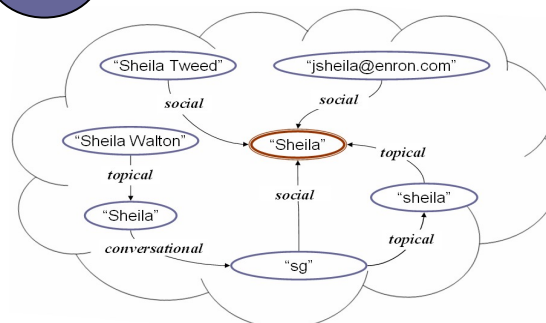 “Sheila Tweed”
“jsheila@enron.com”
social
social
“Sheila Walton”
“Sheila”
topical
topical
social
“sheila”
“Sheila”
conversational
topical
“sg”